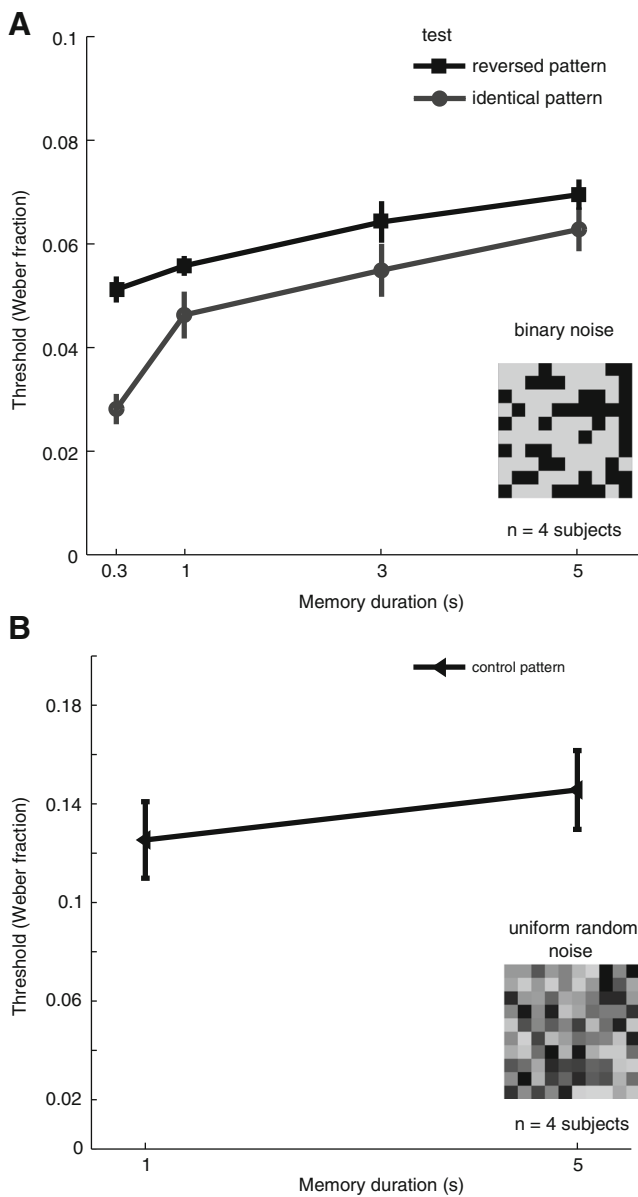 A
0.1
test
reversed pattern
identical pattern
0.08
0.06
0.04
0.02
0
Threshold (Weber fraction)
binary noise
n = 4 subjects
0.3 1 3 5
Memory duration (s)
B
control pattern
0.18
0.14
0.1
0.06
0.02
0
Threshold (Weber fraction)
uniform random
noise
n = 4 subjects
1 5
Memory duration (s)